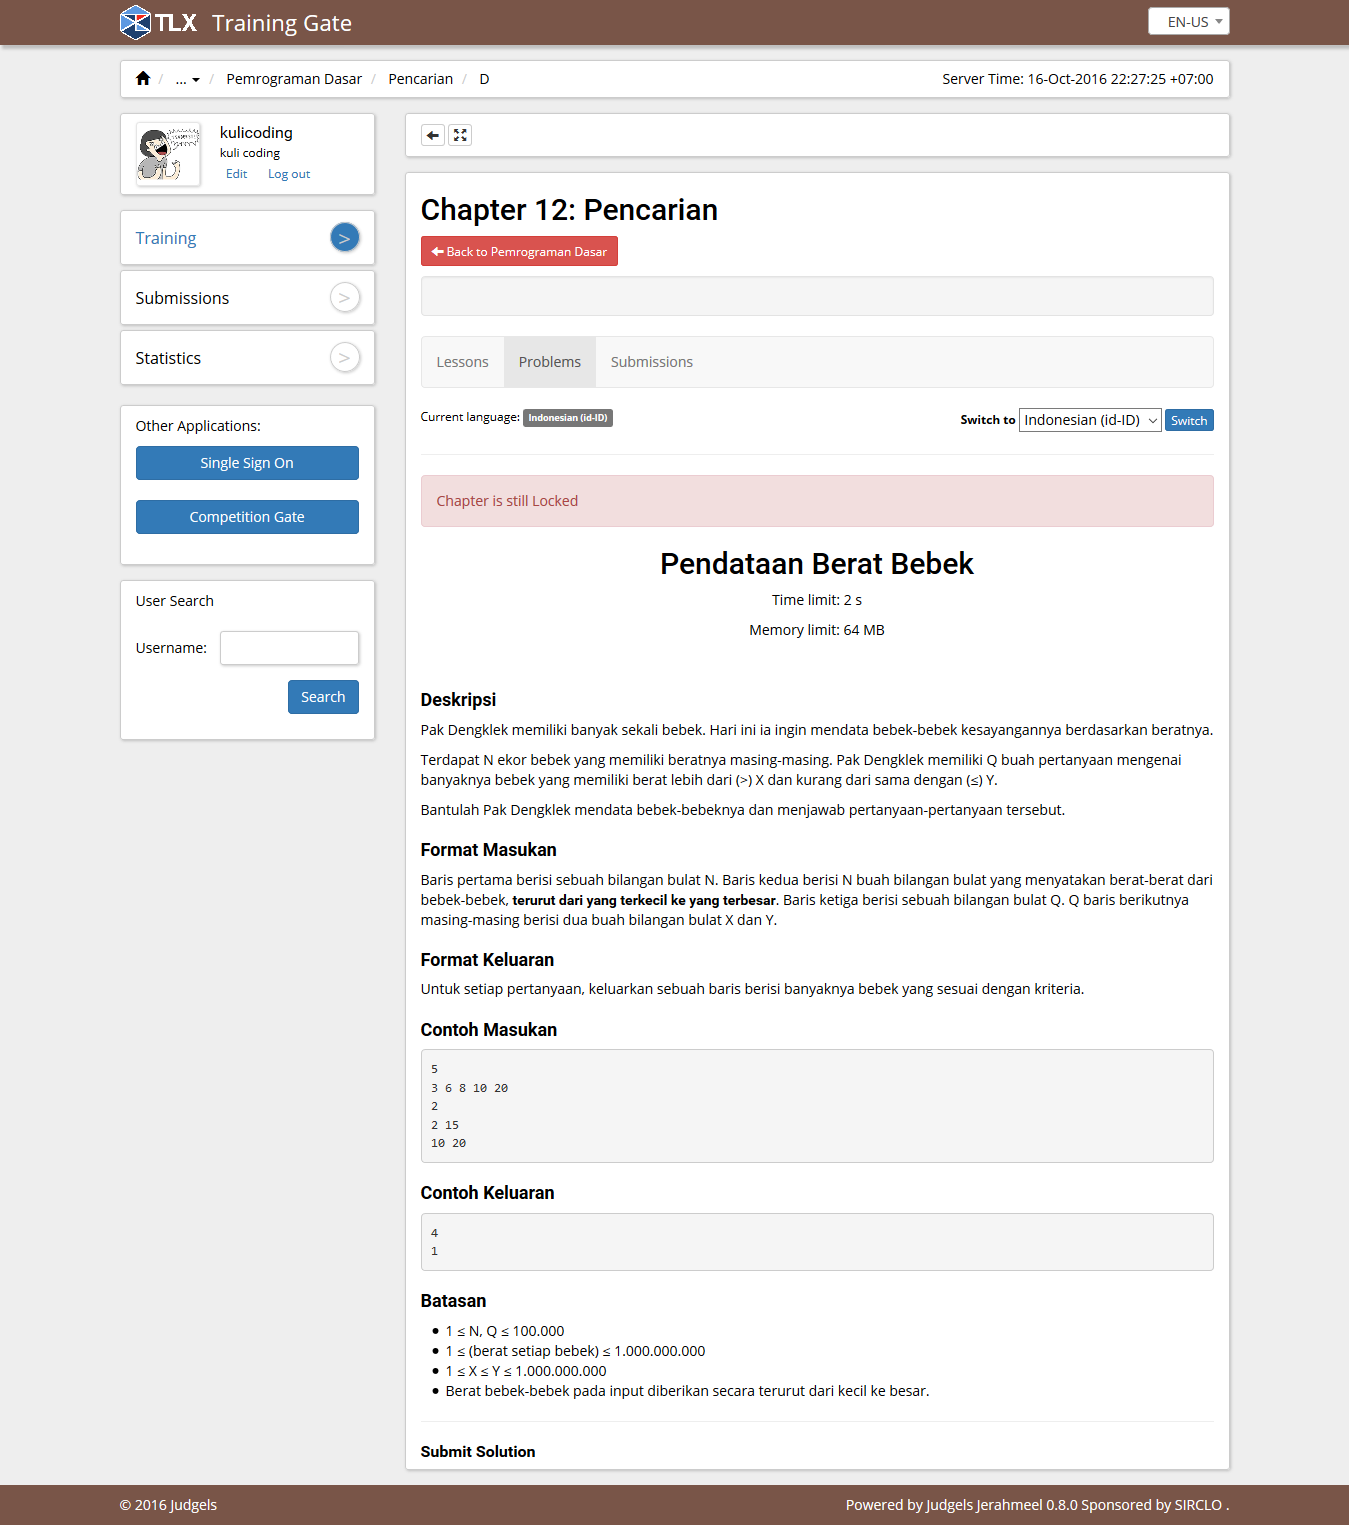 TLX Training Gate
EN-US
/ ... / Pemrograman Dasar / Pencarian / D
Server Time: 16-Oct-2016 22:27:25 +07:00
kulicoding
kuli coding
Edit Log out
Training >
Submissions >
Statistics >
Other Applications:
Single Sign On
Competition Gate
User Search
Username:
Search
Chapter 12: Pencarian
Back to Pemrograman Dasar
Lessons Problems Submissions
Current language: Indonesian (id-ID)
Switch to Indonesian (id-ID) Switch
Chapter is still Locked
Pendataan Berat Bebek
Time limit: 2 s
Memory limit: 64 MB
Deskripsi
Pak Dengklek memiliki banyak sekali bebek. Hari ini ia ingin mendata bebek-bebek kesayangannya berdasarkan beratnya.
Terdapat N ekor bebek yang memiliki beratnya masing-masing. Pak Dengklek memiliki Q buah pertanyaan mengenai
banyaknya bebek yang memiliki berat lebih dari (>) X dan kurang dari sama dengan (≤) Y.
Bantulah Pak Dengklek mendata bebek-bebeknya dan menjawab pertanyaan-pertanyaan tersebut.
Format Masukan
Baris pertama berisi sebuah bilangan bulat N. Baris kedua berisi N buah bilangan bulat yang menyatakan berat-berat dari
bebek-bebek, terurut dari yang terkecil ke yang terbesar. Baris ketiga berisi sebuah bilangan bulat Q. Q baris berikutnya
masing-masing berisi dua buah bilangan bulat X dan Y.
Format Keluaran
Untuk setiap pertanyaan, keluarkan sebuah baris berisi banyaknya bebek yang sesuai dengan kriteria.
Contoh Masukan
5
3 6 8 10 20
2
2 15
10 20
Contoh Keluaran
4
1
Batasan
• 1 ≤ N, Q ≤ 100.000
• 1 ≤ (berat setiap bebek) ≤ 1.000.000.000
• 1 ≤ X ≤ Y ≤ 1.000.000.000
• Berat bebek-bebek pada input diberikan secara terurut dari kecil ke besar.
Submit Solution
© 2016 Judgels
Powered by Judgels Jerahmeel 0.8.0 Sponsored by SIRCLO .